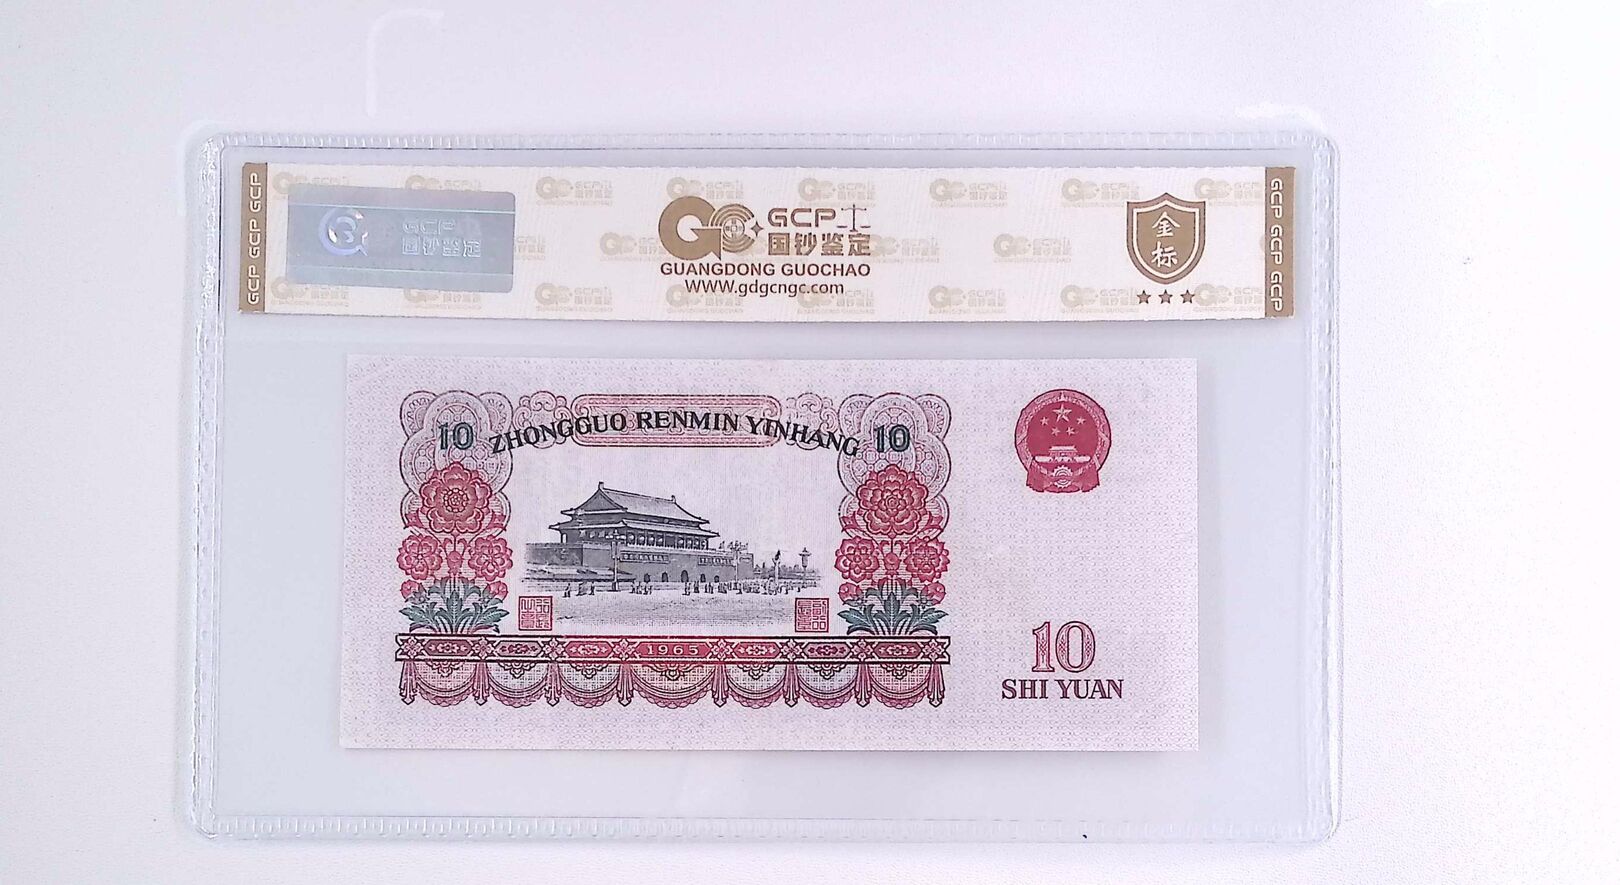 GCP GCP GCP
GCP
国钞鉴定
GCP
国钞鉴定
GUANGDONG GUOCHAO
www.gdgcngc.com
金
标
GCP GCP GCP
ZHONGGUO RENMIN YINHANG
10
10
1965
10
SHI YUAN